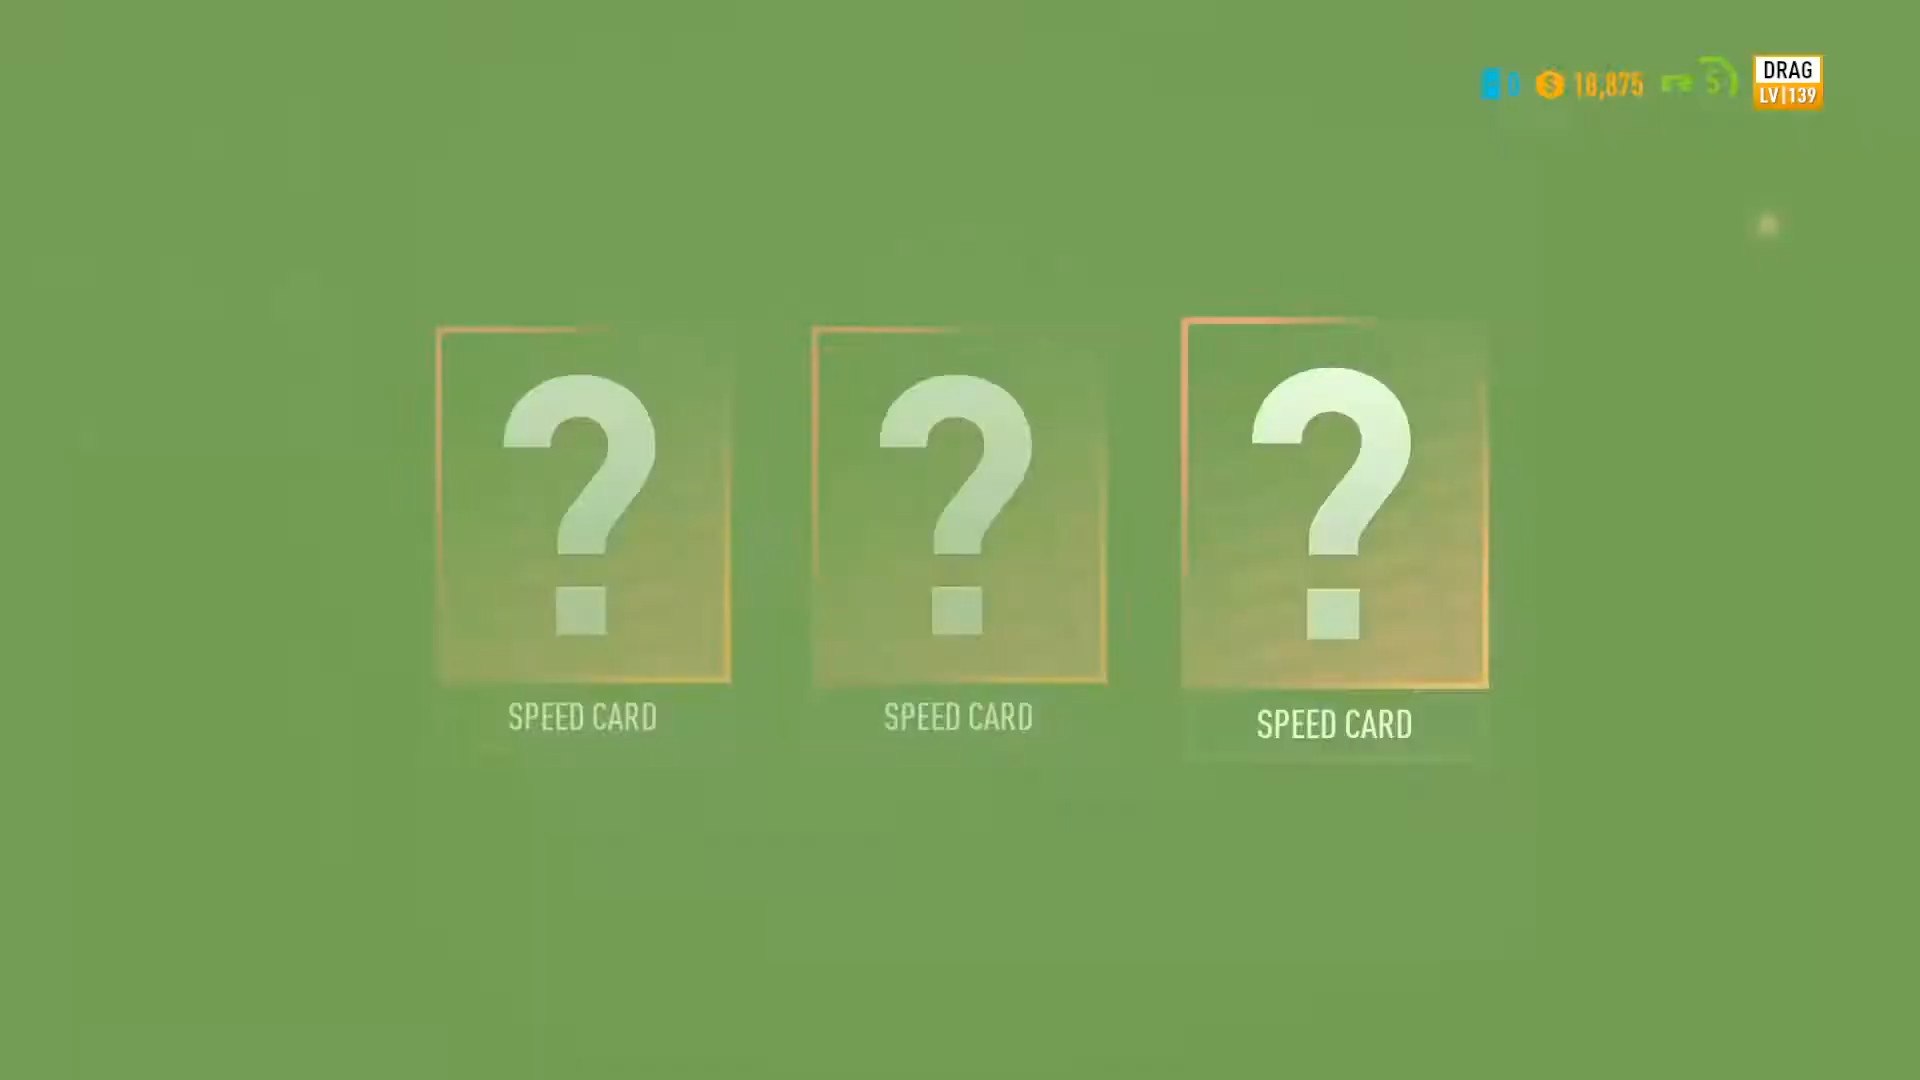 0 18,875 5 DRAG
LV|139
? ? ?
SPEED CARD SPEED CARD SPEED CARD